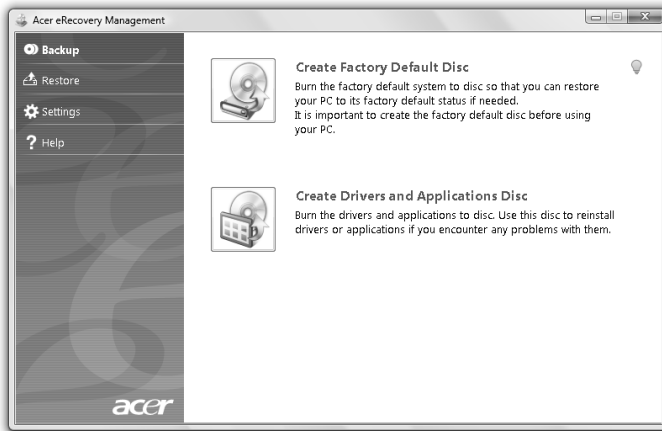 Acer eRecovery Management
Backup
Restore
Settings
? Help
Create Factory Default Disc
Burn the factory default system to disc so that you can restore
your PC to its factory default status if needed.
It is important to create the factory default disc before using
your PC.
Create Drivers and Applications Disc
Burn the drivers and applications to disc. Use this disc to reinstall
drivers or applications if you encounter any problems with them.
acer